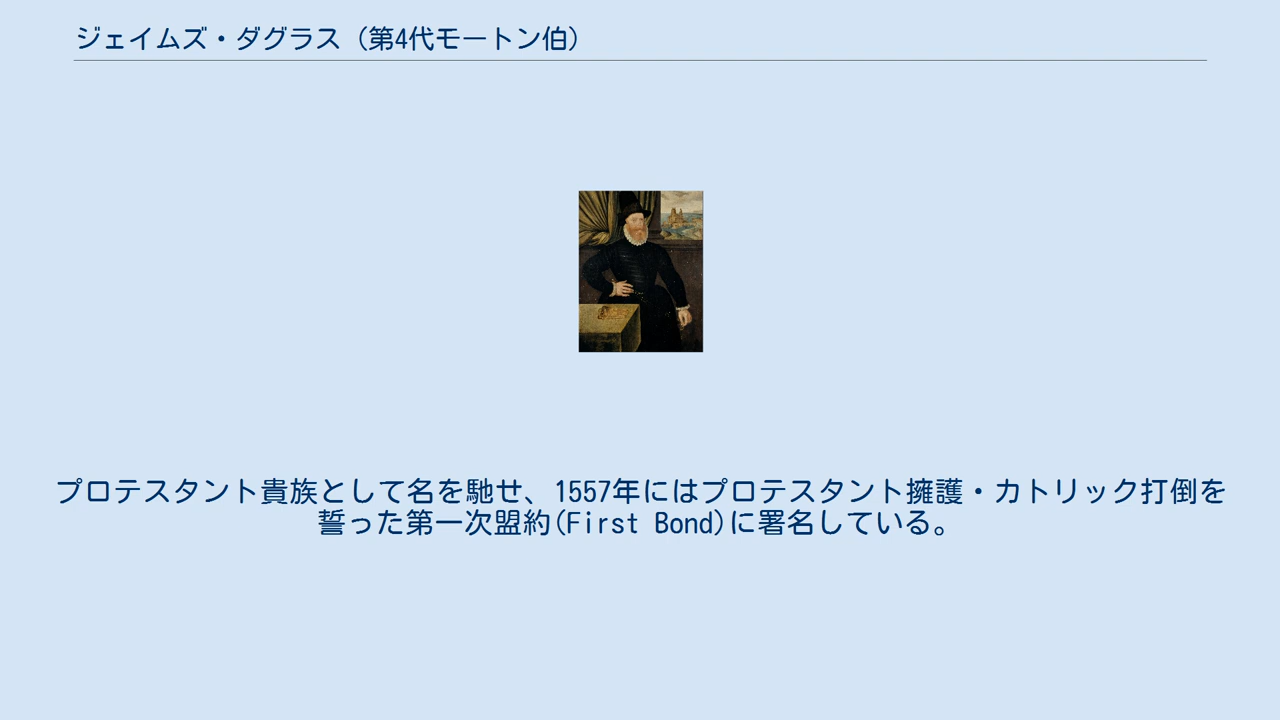 ジェイムズ・ダグラス（第4代モートン伯）
プロテスタント貴族として名を馳せ、1557年にはプロテスタント擁護・カトリック打倒を
誓った第一次盟約(First Bond)に署名している。